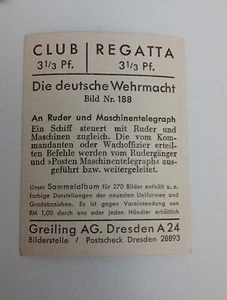 CLUB | REGATTA
3 1/3 Pf. | 3 1/3 Pf.
Die deutsche Wehrmacht
Bild Nr. 188
An Ruder und Maschinentelegraph
Ein Schiff steuert mit Ruder und
Maschinen zugleich. Die vom Kom-
mandanten oder Wachoffizier erteil-
ten Befehle werden vom Rudergänger
und »Posten Maschinentelegraph« aus-
geführt bzw. weitergeleitet.
Unser Sammelalbum für 270 Bilder enthält u. a.
farbige Darstellungen der neuesten Uniformen und
Gradabzeichen. Es ist gegen Voreinsendung von
RM 1,00 durch uns oder jeden Händler erhältlich
Greiling AG. Dresden A 24
Bilderstelle / Postscheck Dresden 28893